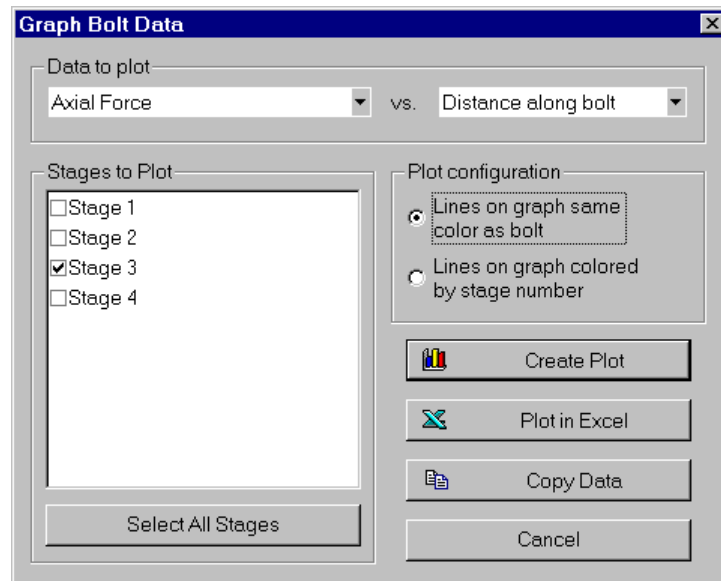 Graph Bolt Data
Data to plot
Axial Force vs. Distance along bolt
Stages to Plot
Stage 1
Stage 2
Stage 3
Stage 4
Select All Stages
Plot configuration
Lines on graph same
color as bolt
Lines on graph colored
by stage number
Create Plot
Plot in Excel
Copy Data
Cancel